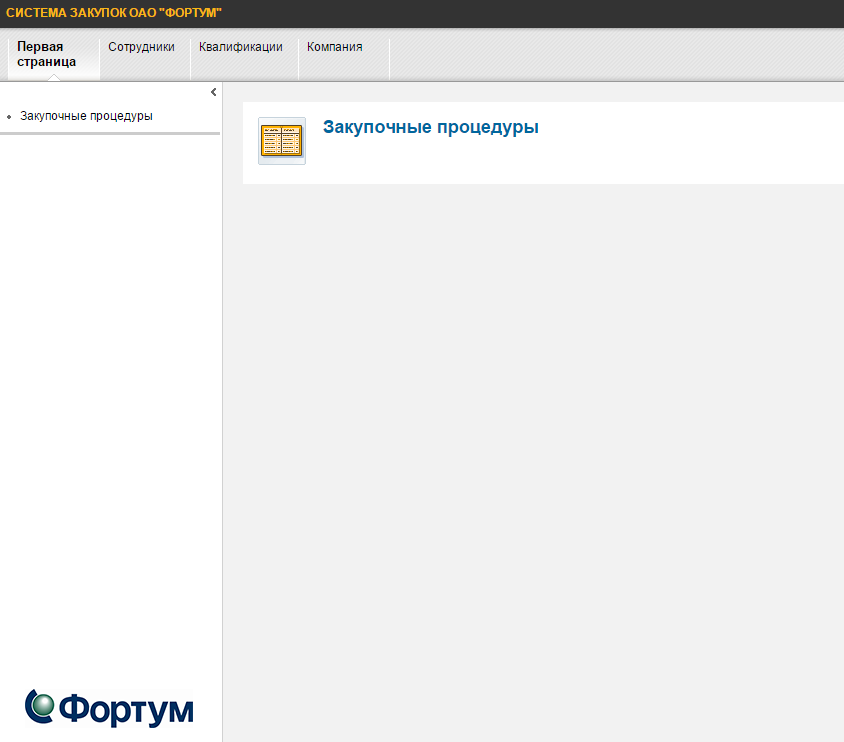 СИСТЕМА ЗАКУПОК ОАО "ФОРТУМ"
Первая
страница
Сотрудники
Квалификации
Компания
Закупочные процедуры
Закупочные процедуры
Фортум